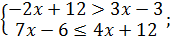 {−2x + 12 > 3x − 3
7x − 6 ≤ 4x + 12 ;